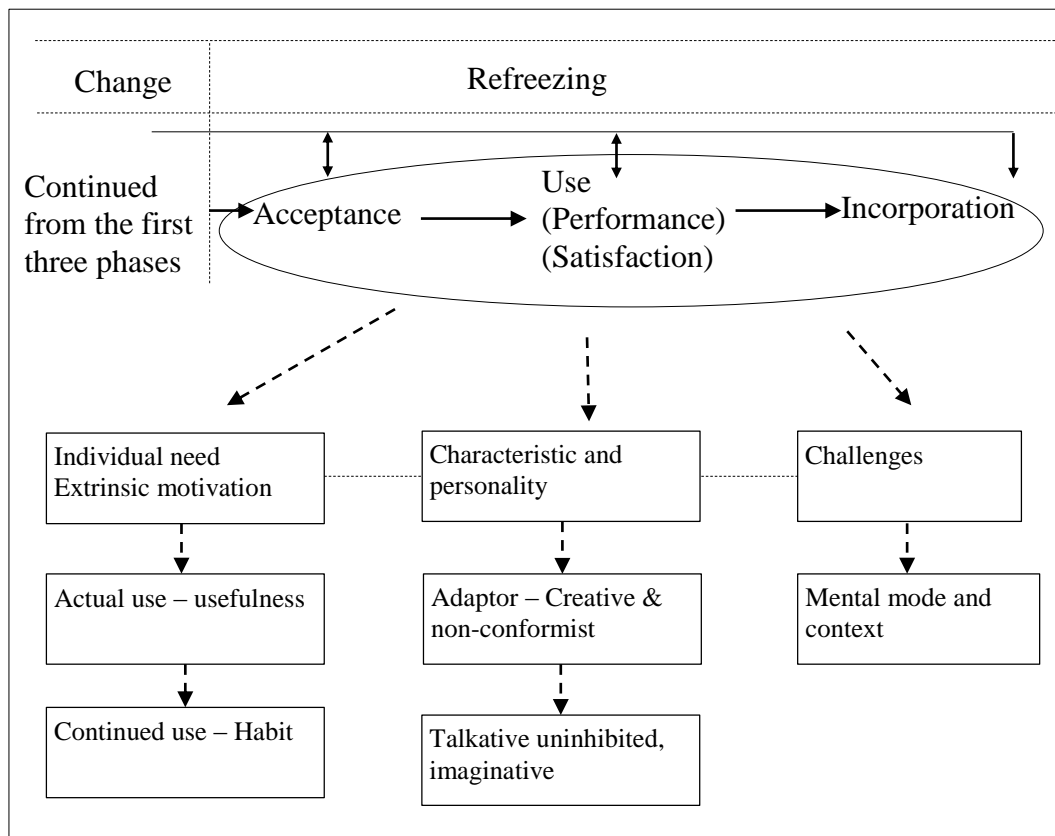 Change
Refreezing
Continued
from the first
three phases
Acceptance
Use
(Performance)
(Satisfaction)
Incorporation
Individual need
Extrinsic motivation
Characteristic and
personality
Challenges
Actual use – usefulness
Adaptor – Creative &
non-conformist
Mental mode and
context
Continued use – Habit
Talkative uninhibited,
imaginative